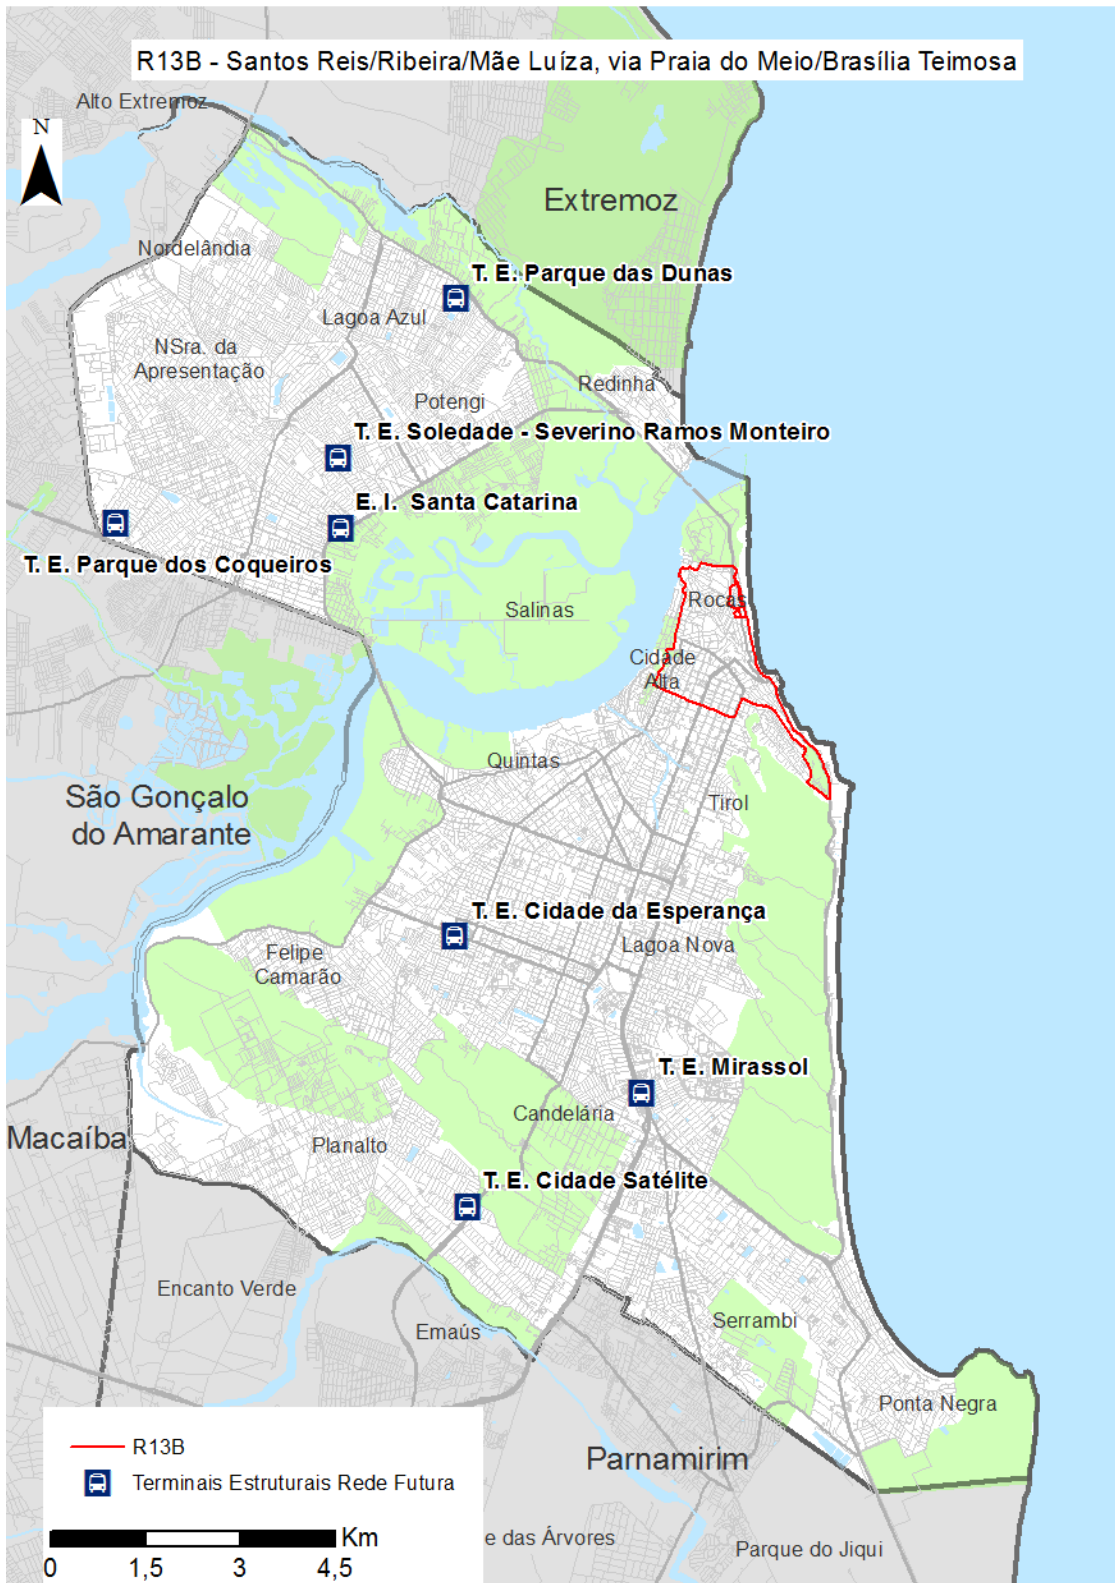 R13B - Santos Reis/Ribeira/Mãe Luíza, via Praia do Meio/Brasília Teimosa
Alto Extremoz
N
Extremoz
Nordelândia
T. E. Parque das Dunas
Lagoa Azul
NSra. da
Apresentação
Redinha
Potengi
T. E. Soledade - Severino Ramos Monteiro
E. I. Santa Catarina
T. E. Parque dos Coqueiros
Rocas
Salinas
Cidade
Alta
Quintas
São Gonçalo
do Amarante
Tirol
T. E. Cidade da Esperança
Lagoa Nova
Felipe
Camarão
T. E. Mirassol
Candelária
Macaíba
Planalto
T. E. Cidade Satélite
Encanto Verde
Serrambi
Emaús
Ponta Negra
R13B
Parnamirim
Terminais Estruturais Rede Futura
Km
e das Árvores
Parque do Jiqui
0 1,5 3 4,5